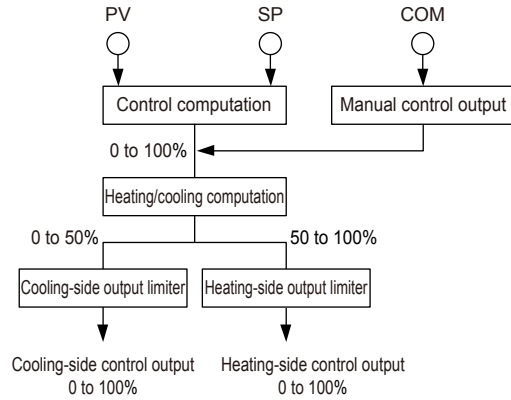 PV
SP
COM
Control computation
Manual control output
0 to 100%
Heating/cooling computation
0 to 50%
50 to 100%
Cooling-side output limiter
Heating-side output limiter
Cooling-side control output
0 to 100%
Heating-side control output
0 to 100%